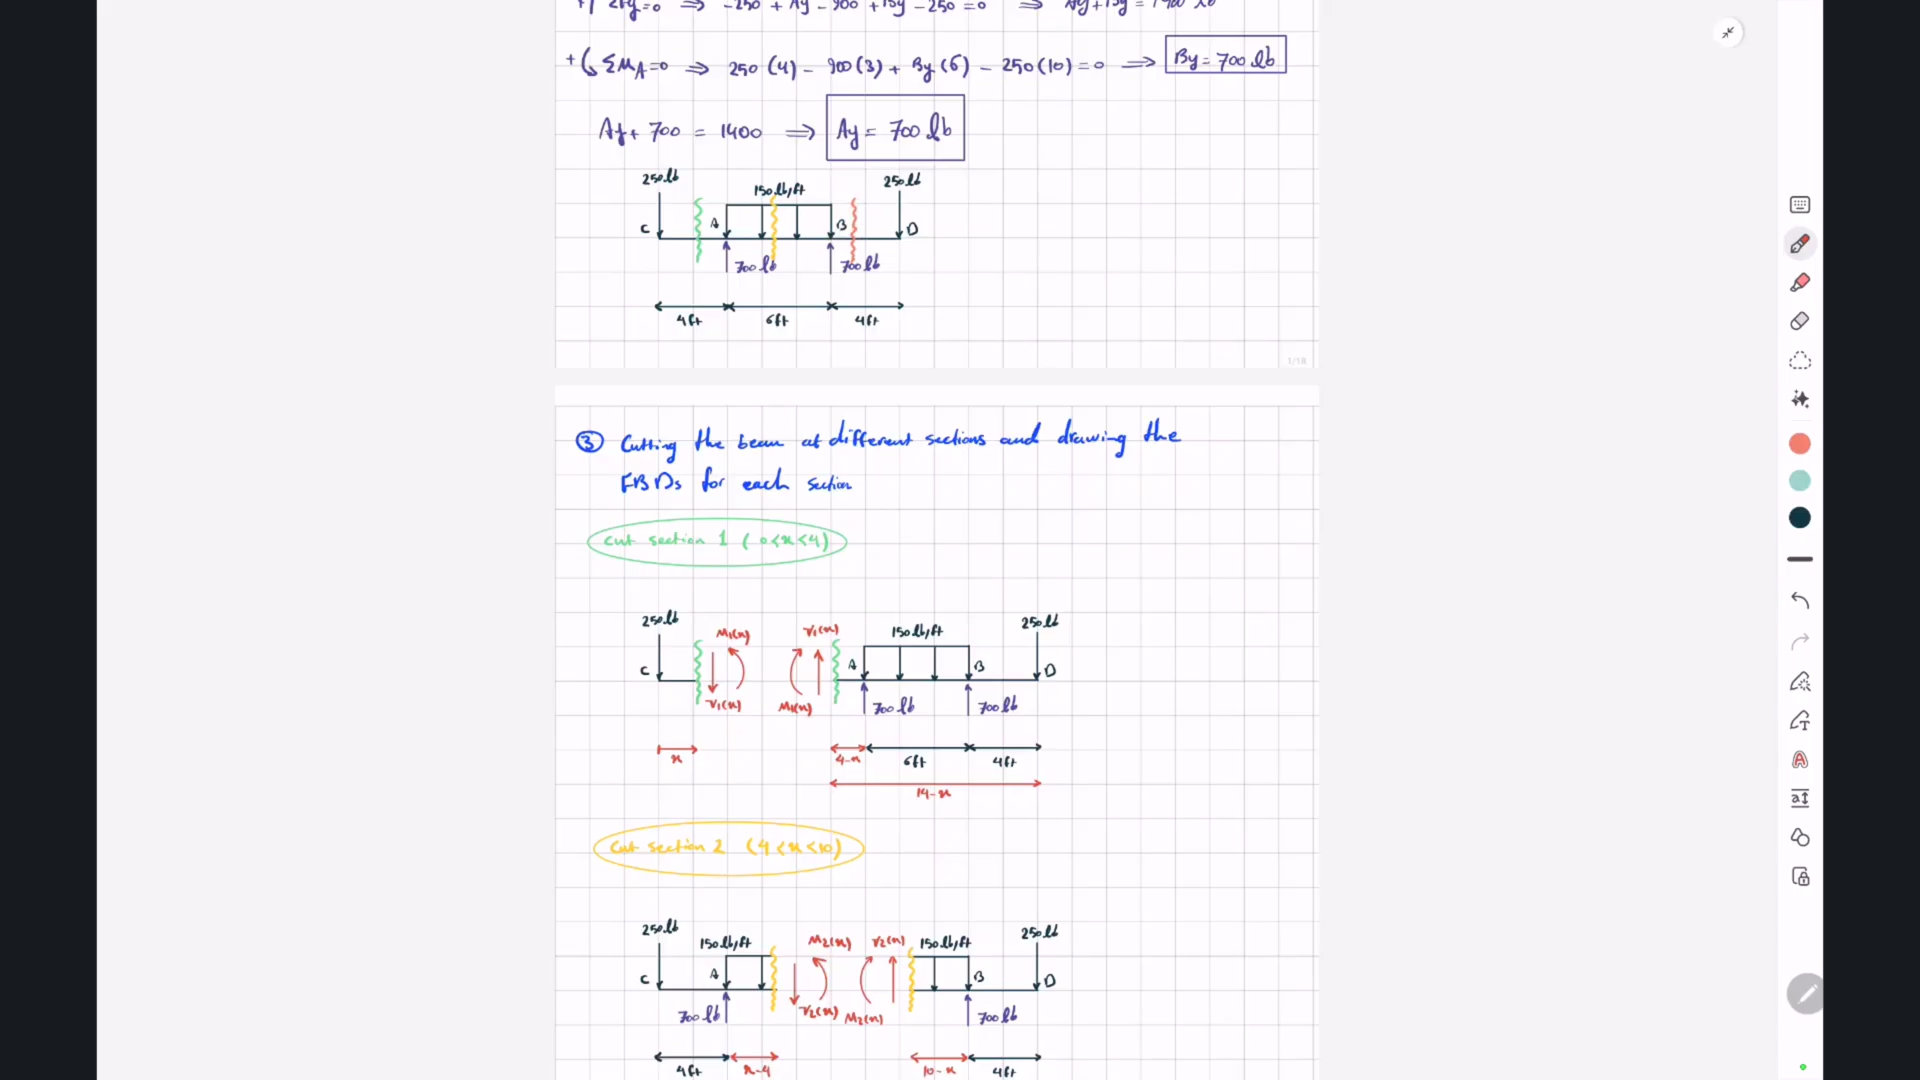 +↑ ΣFy=0 ⇒ -250 + Ay - 900 + By - 250 = 0 ⇒ Ay+By = 1400 lb
+ ΣM_A=0 ⇒ 250 (4) - 900 (3) + By (6) - 250 (10) = 0 ⇒ By = 700 lb
Ay + 700 = 1400 ⇒ Ay = 700 lb
250 lb 150 lb/ft 250 lb
C A B D
700 lb 700 lb
4ft 6ft 4ft
1/18
③ Cutting the beam at different sections and drawing the
FBDs for each section
Cut section 1 (0<x<4)
250 lb M1(x) V1(x) 150 lb/ft 250 lb
C A B D
V1(x) M1(x) 700 lb 700 lb
x 4-x 6ft 4ft
14-x
Cut section 2 (4<x<10)
250 lb 150 lb/ft M2(x) V2(x) 150 lb/ft 250 lb
C A B D
700 lb V2(x) M2(x) 700 lb
4ft x-4 10-x 4ft